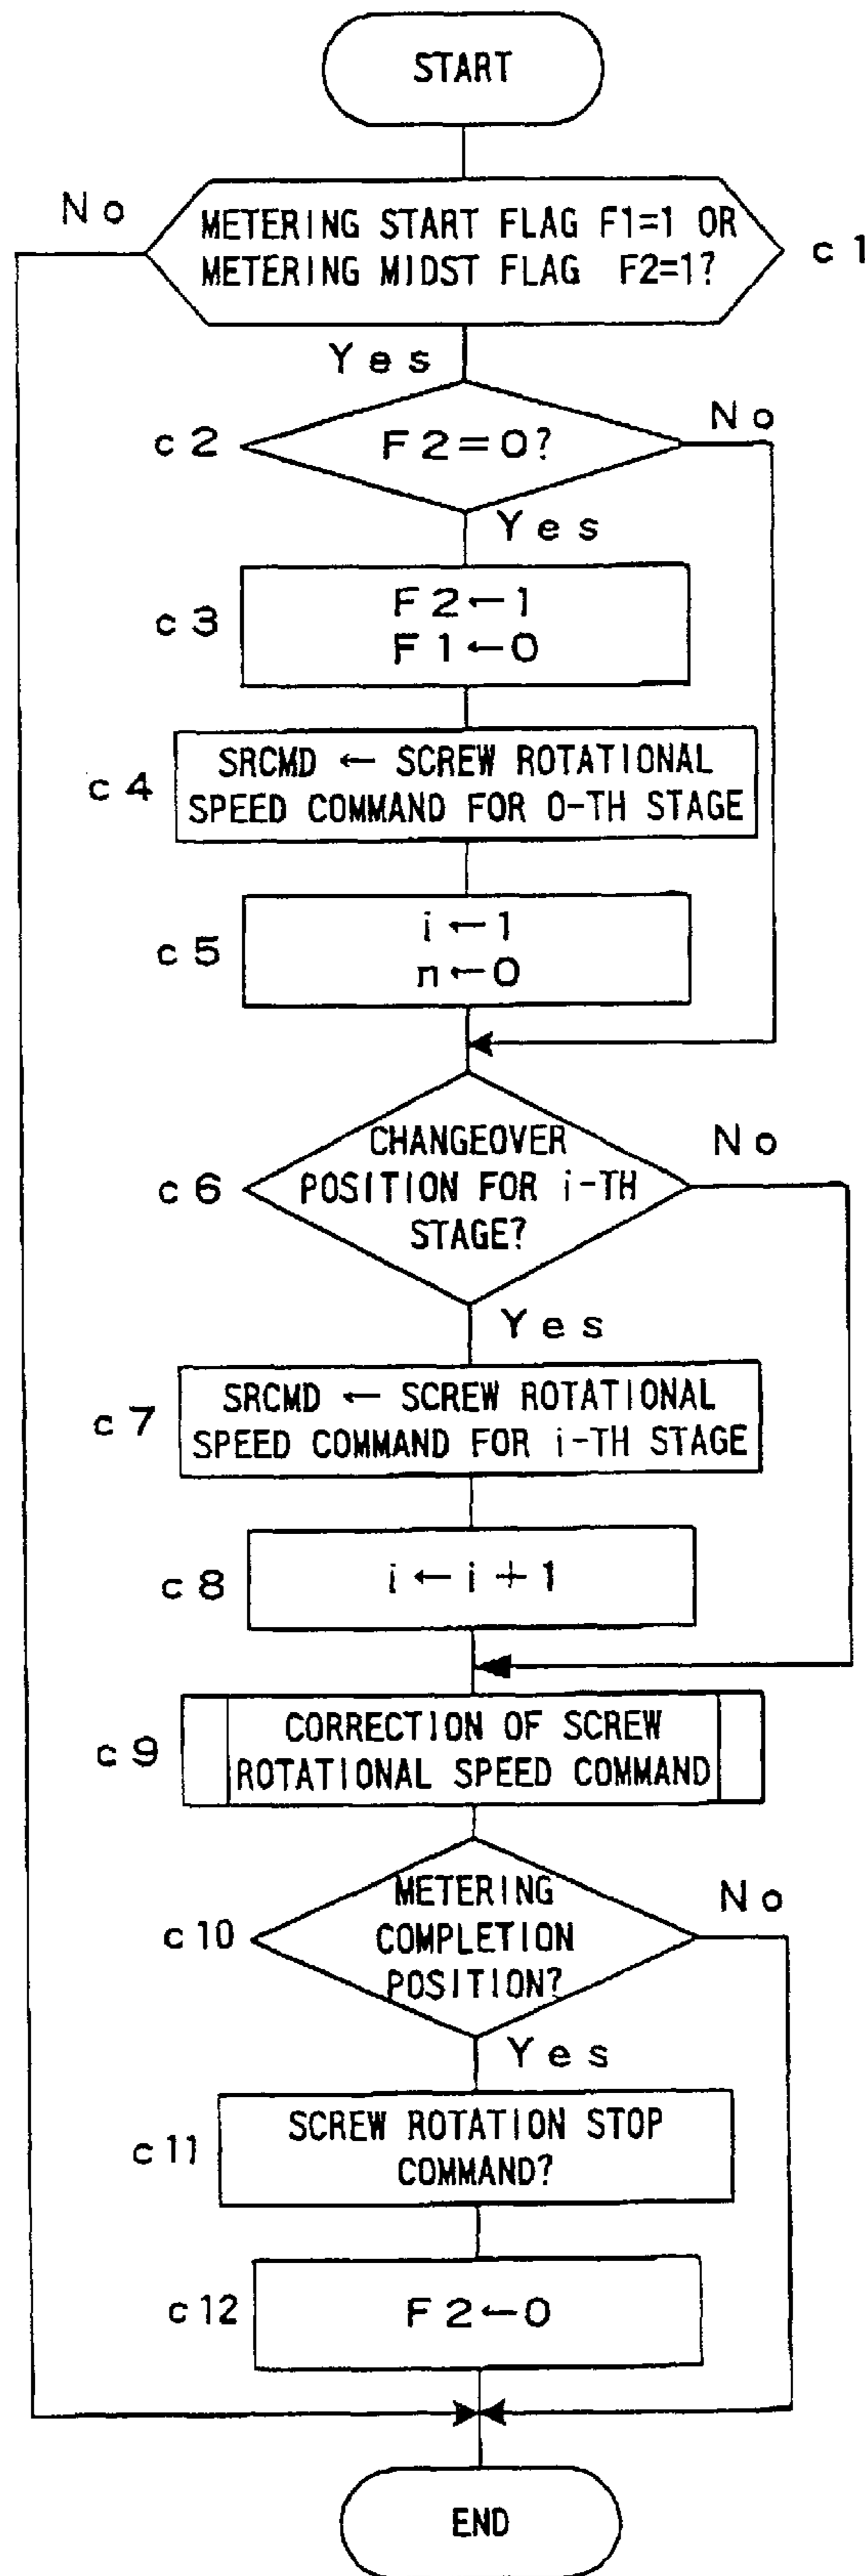 START
No
METERING START FLAG F1=1 OR
METERING MIDST FLAG F2=1?
c1
Yes
c2
F2=0?
No
Yes
c3
F2←1
F1←0
c4
SRCMD ← SCREW ROTATIONAL
SPEED COMMAND FOR 0-TH STAGE
c5
i←1
n←0
c6
CHANGEOVER
POSITION FOR i-TH
STAGE?
No
Yes
c7
SRCMD ← SCREW ROTATIONAL
SPEED COMMAND FOR i-TH STAGE
c8
i←i+1
c9
CORRECTION OF SCREW
ROTATIONAL SPEED COMMAND
c10
METERING
COMPLETION
POSITION?
No
Yes
c11
SCREW ROTATION STOP
COMMAND?
c12
F2←0
END